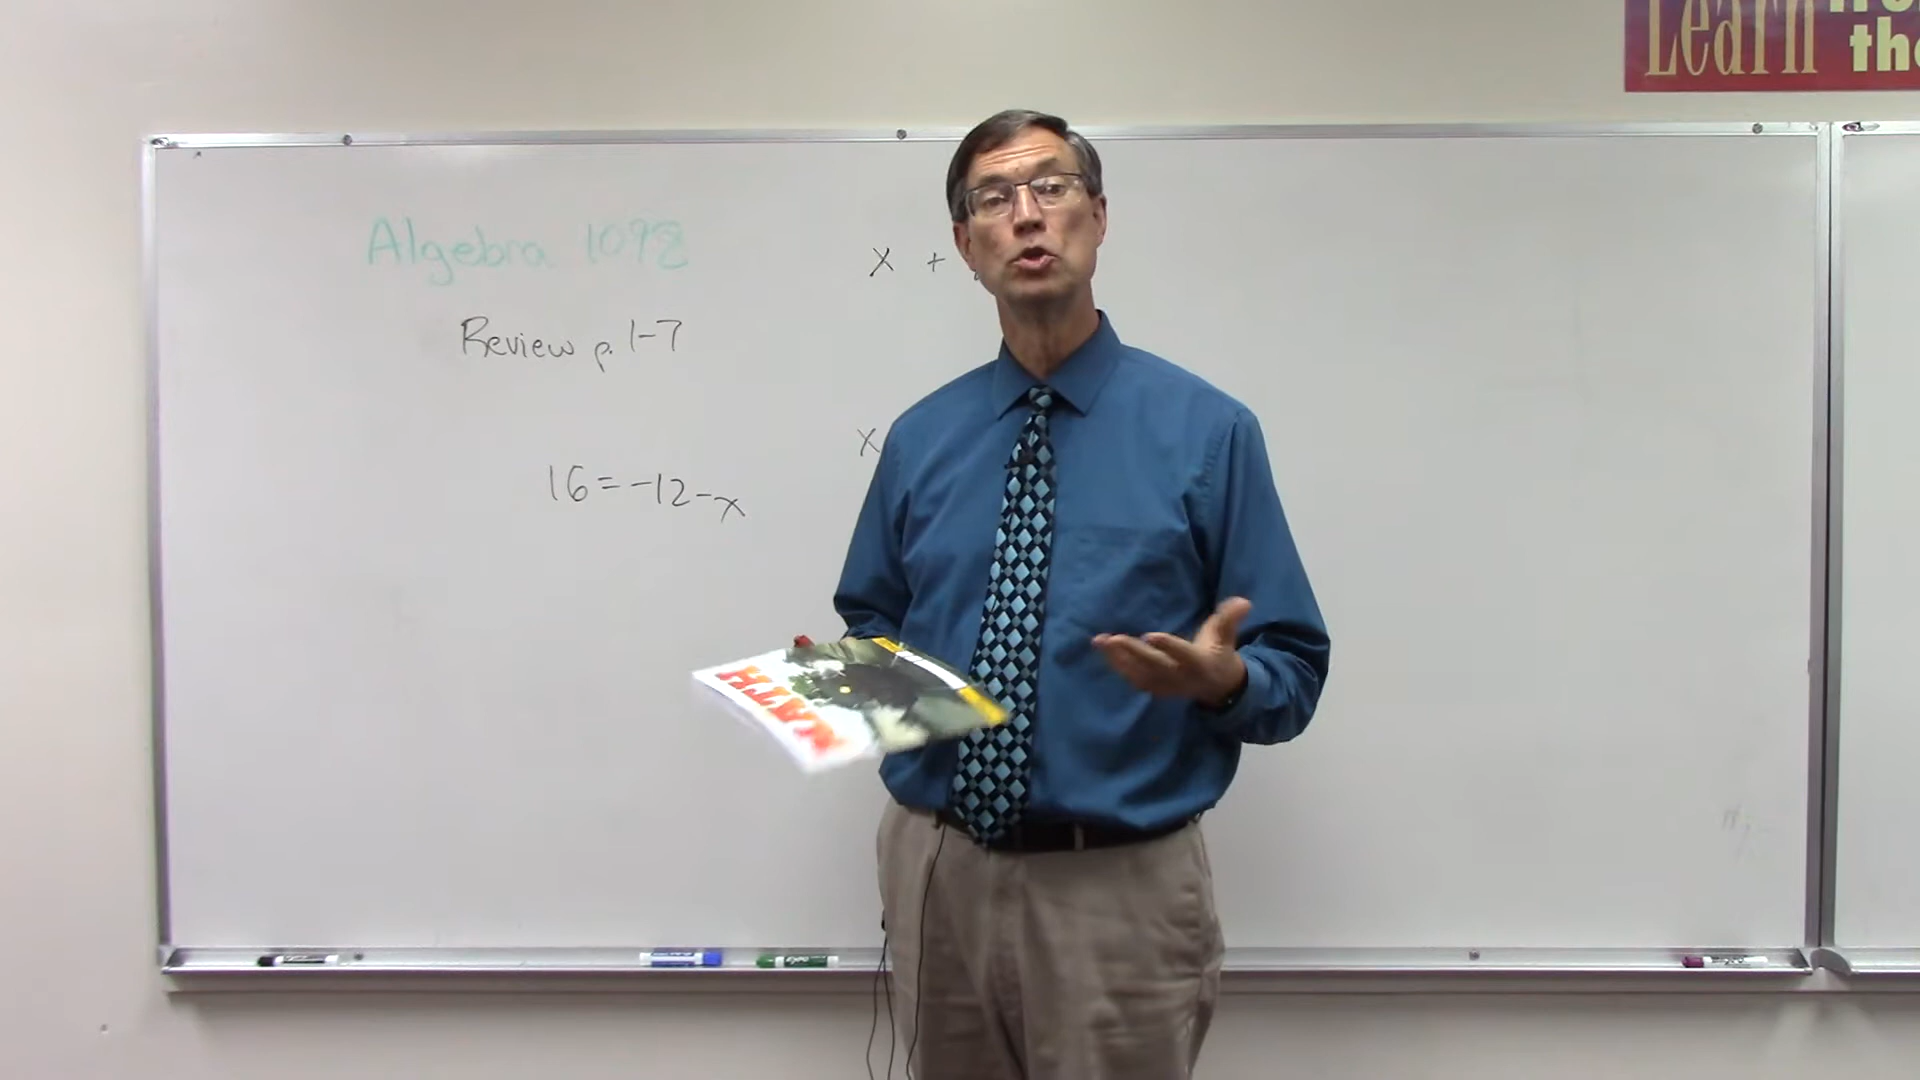 Learn
the
Algebra 1098
x +
Review p. 1-7
x
16 = -12 - x
MATH